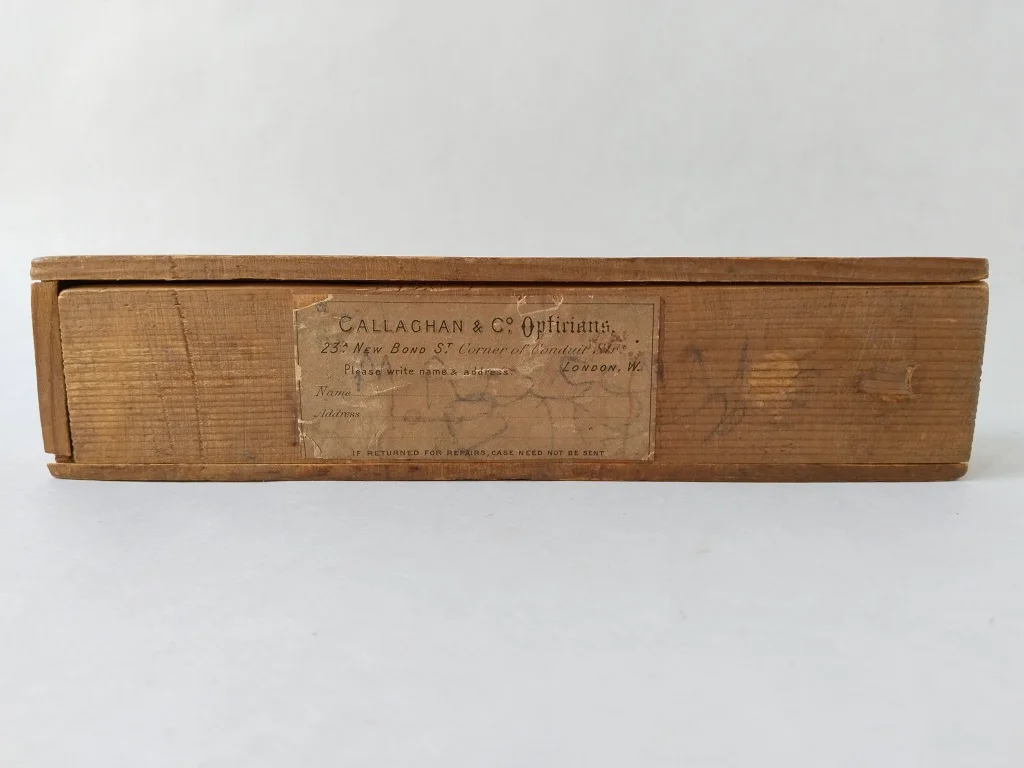 CALLAGHAN & Cº Opticians,
23ᴬ NEW BOND Sᵀ Corner of Conduit Str
Please write name & address. LONDON, W.
Name
Address
IF RETURNED FOR REPAIRS, CASE NEED NOT BE SENT